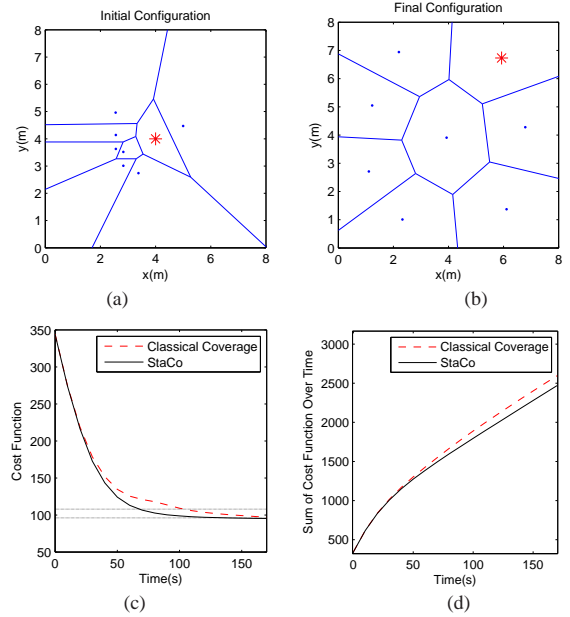 Initial Configuration
8
7
6
5
4
3
2
1
0
y(m)
0 2 4 6 8
x(m)
(a)
Final Configuration
8
7
6
5
4
3
2
1
0
y(m)
0 2 4 6 8
x(m)
(b)
350
300
250
200
150
100
50
Cost Function
Classical Coverage
StaCo
0 50 100 150
Time(s)
(c)
3000
2500
2000
1500
1000
500
Sum of Cost Function Over Time
Classical Coverage
StaCo
0 50 100 150
Time(s)
(d)